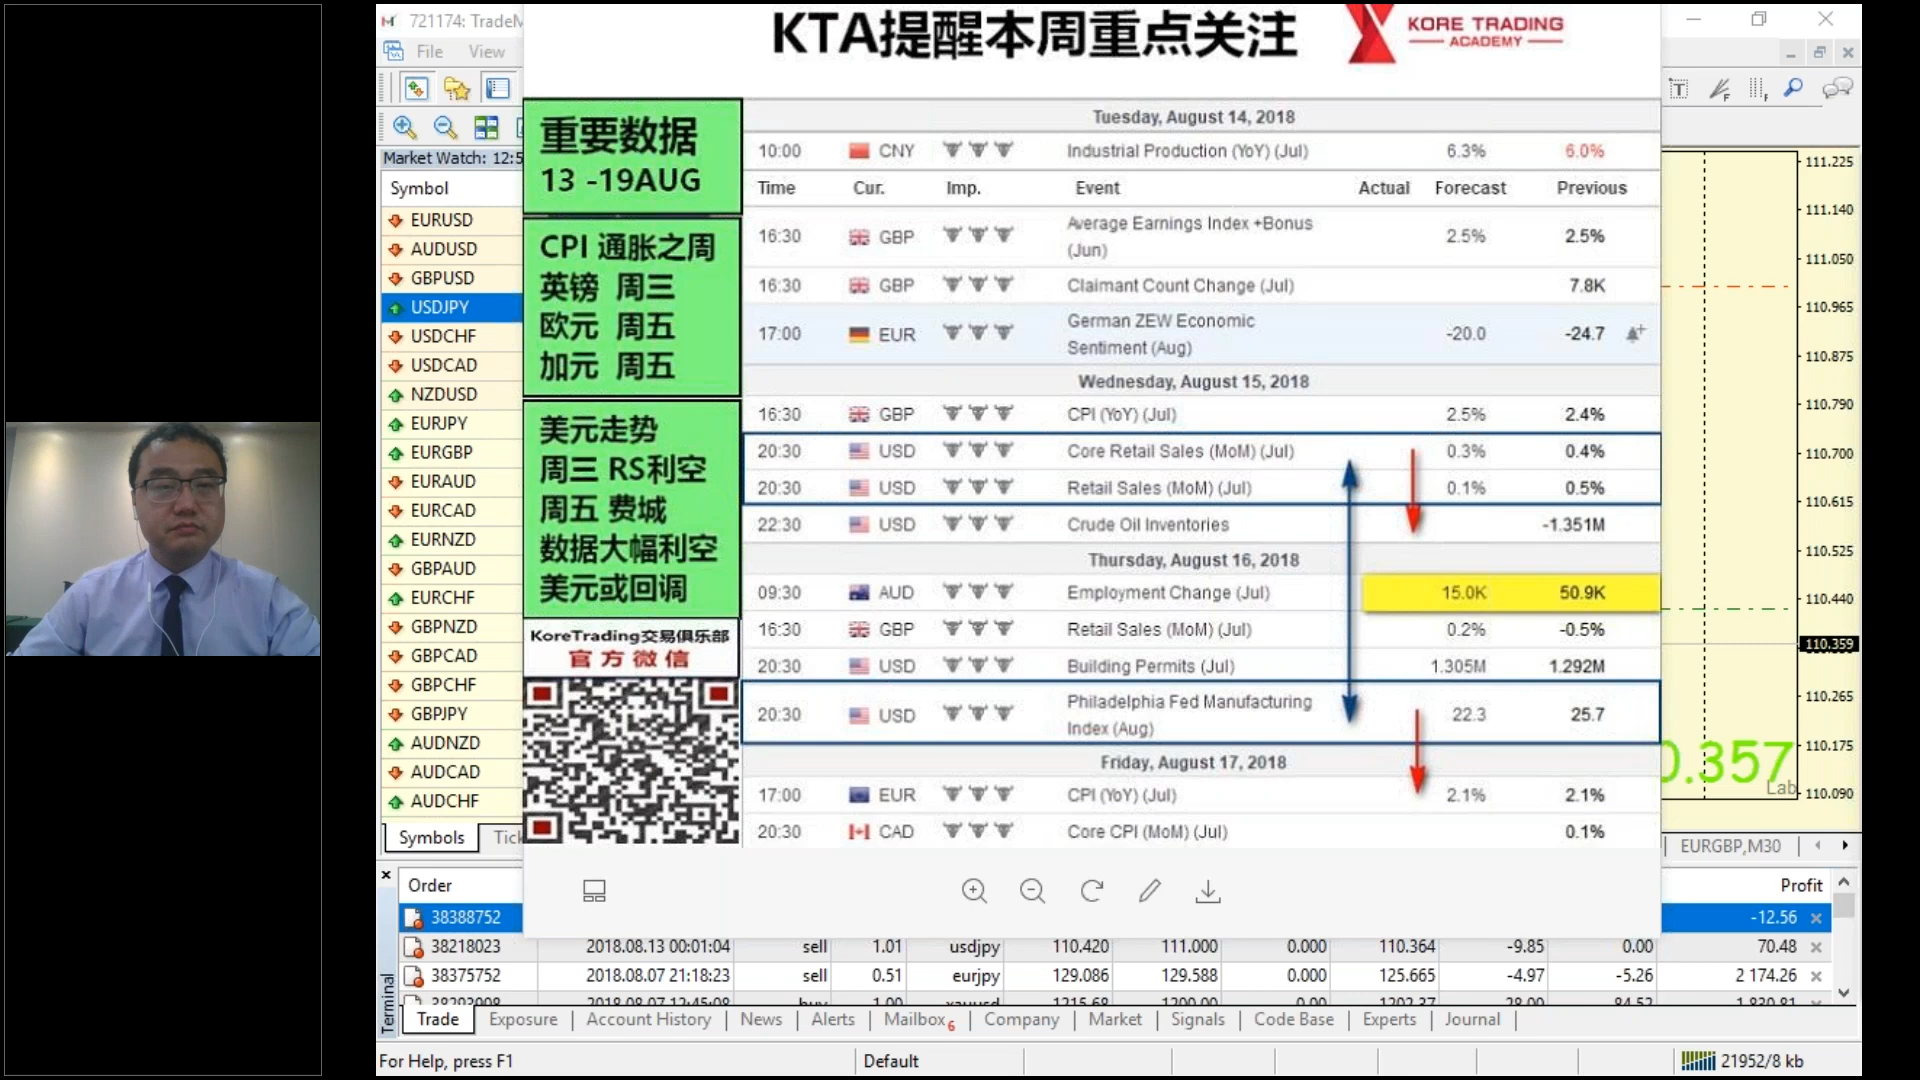 721174: TradeM
KTA提醒本周重点关注
KORE TRADING
ACADEMY
File View
Market Watch: 12:5
Symbol
EURUSD
AUDUSD
GBPUSD
USDJPY
USDCHF
USDCAD
NZDUSD
EURJPY
EURGBP
EURAUD
EURCAD
EURNZD
GBPAUD
EURCHF
GBPNZD
GBPCAD
GBPCHF
GBPJPY
AUDNZD
AUDCAD
AUDCHF
Symbols Tick
重要数据
13 -19AUG
CPI 通胀之周
英镑 周三
欧元 周五
加元 周五
美元走势
周三 RS利空
周五 费城
数据大幅利空
美元或回调
KoreTrading交易俱乐部
官方微信
Tuesday, August 14, 2018
10:00 CNY Industrial Production (YoY) (Jul) 6.3% 6.0%
Time Cur. Imp. Event Actual Forecast Previous
16:30 GBP Average Earnings Index +Bonus (Jun) 2.5% 2.5%
16:30 GBP Claimant Count Change (Jul) 7.8K
17:00 EUR German ZEW Economic Sentiment (Aug) -20.0 -24.7
Wednesday, August 15, 2018
16:30 GBP CPI (YoY) (Jul) 2.5% 2.4%
20:30 USD Core Retail Sales (MoM) (Jul) 0.3% 0.4%
20:30 USD Retail Sales (MoM) (Jul) 0.1% 0.5%
22:30 USD Crude Oil Inventories -1.351M
Thursday, August 16, 2018
09:30 AUD Employment Change (Jul) 15.0K 50.9K
16:30 GBP Retail Sales (MoM) (Jul) 0.2% -0.5%
20:30 USD Building Permits (Jul) 1.305M 1.292M
20:30 USD Philadelphia Fed Manufacturing Index (Aug) 22.3 25.7
Friday, August 17, 2018
17:00 EUR CPI (YoY) (Jul) 2.1% 2.1%
20:30 CAD Core CPI (MoM) (Jul) 0.1%
111.225
111.140
111.050
110.965
110.875
110.790
110.700
110.615
110.525
110.440
110.359
110.265
110.175
110.090
0.357
Lab
EURGBP,M30
Order Profit
38388752 -12.56
38218023 2018.08.13 00:01:04 sell 1.01 usdjpy 110.420 111.000 0.000 110.364 -9.85 0.00 70.48
38375752 2018.08.07 21:18:23 sell 0.51 eurjpy 129.086 129.588 0.000 125.665 -4.97 -5.26 2 174.26
Terminal
Trade Exposure Account History News Alerts Mailbox 6 Company Market Signals Code Base Experts Journal
For Help, press F1 Default 21952/8 kb